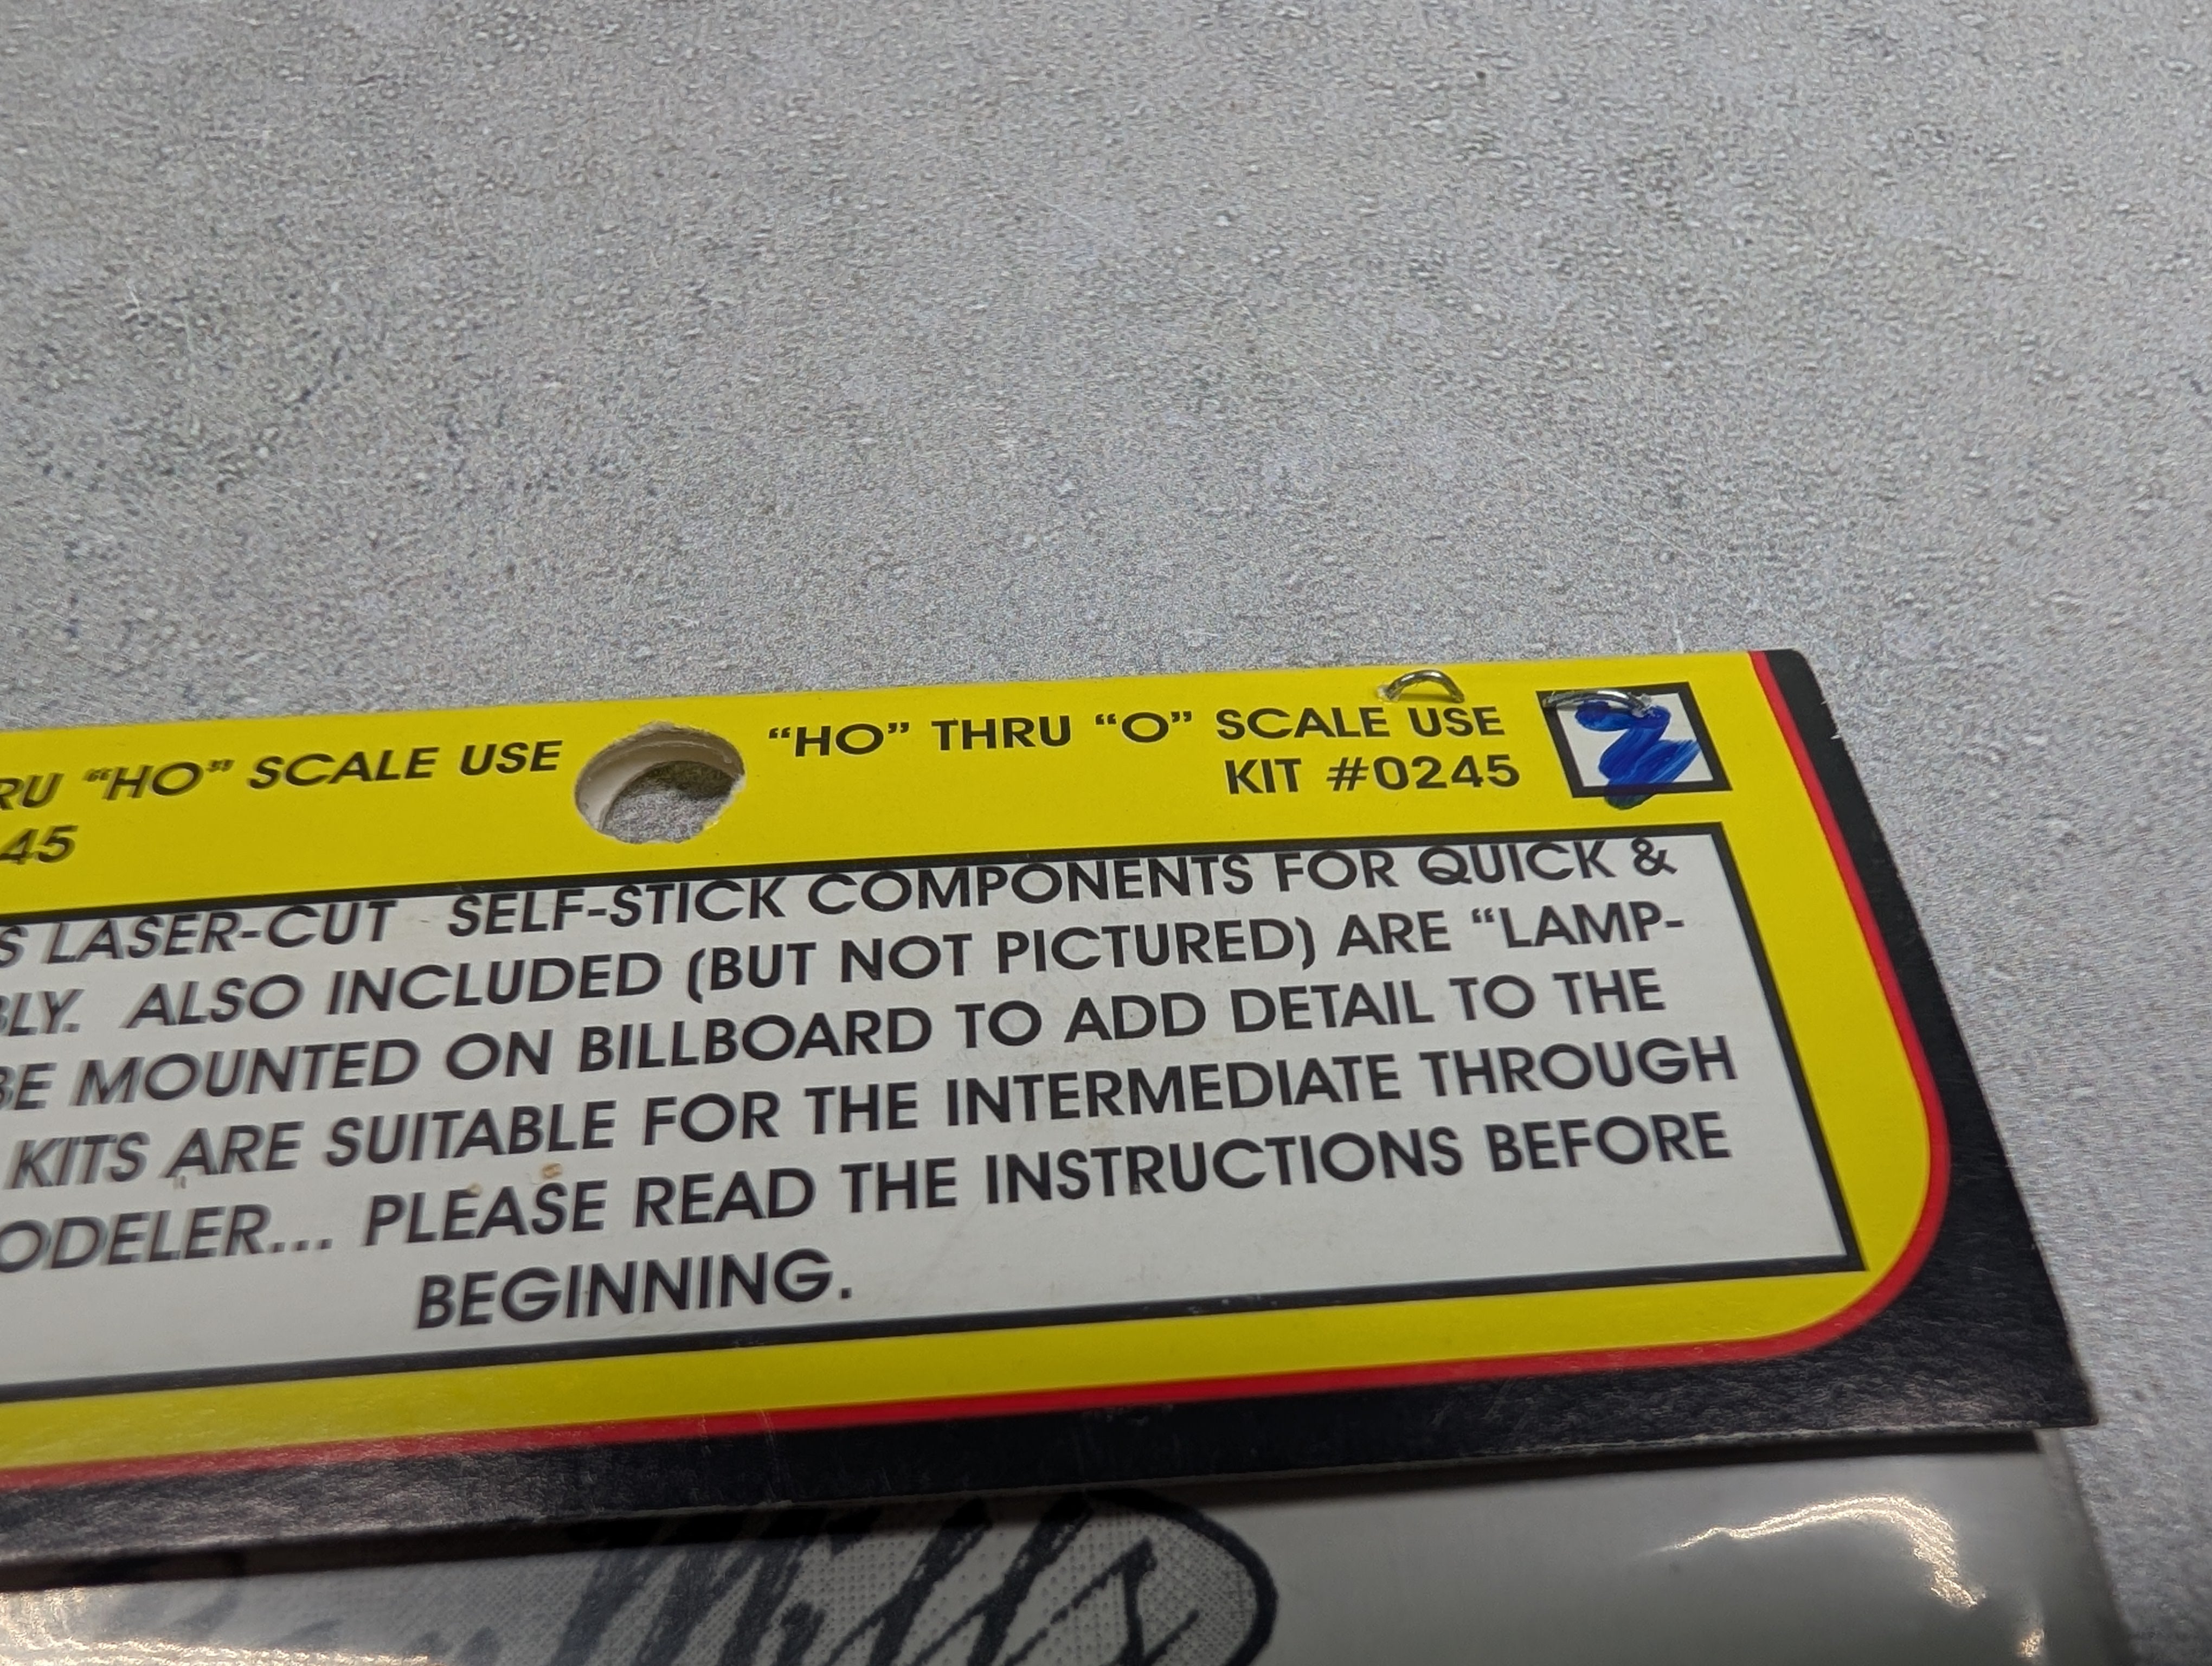 RU “HO” SCALE USE
45
“HO” THRU “O” SCALE USE
KIT #0245
S LASER-CUT SELF-STICK COMPONENTS FOR QUICK &
BLY. ALSO INCLUDED (BUT NOT PICTURED) ARE “LAMP-
BE MOUNTED ON BILLBOARD TO ADD DETAIL TO THE
KITS ARE SUITABLE FOR THE INTERMEDIATE THROUGH
ODELER... PLEASE READ THE INSTRUCTIONS BEFORE
BEGINNING.
Mills